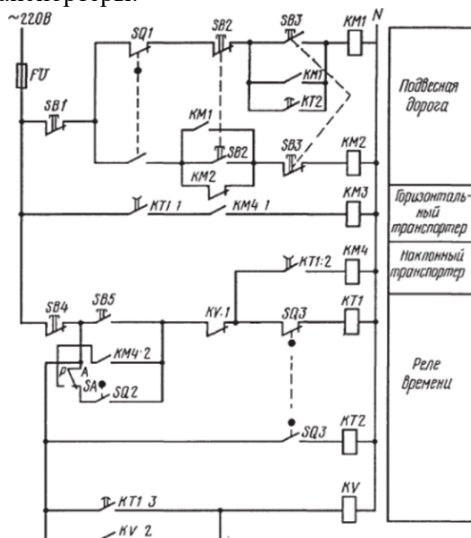 анспортеры.
~220В
N
SQ1
SB2
SB3
KM1
FU
SB1
KM1
KT2
Подвесная
дорога
KM1
SB2
SB3
KM2
KM2
KT1·1
KM4·1
KM3
Горизонталь-
ный
транспортер
KT1·2
KM4
Наклонный
транспортер
SB4
SB5
KV·1
SQ3
KT1
KM4·2
P
A
SA
SQ2
Реле
времени
SQ3
KT2
KT1·3
KV
KV·2